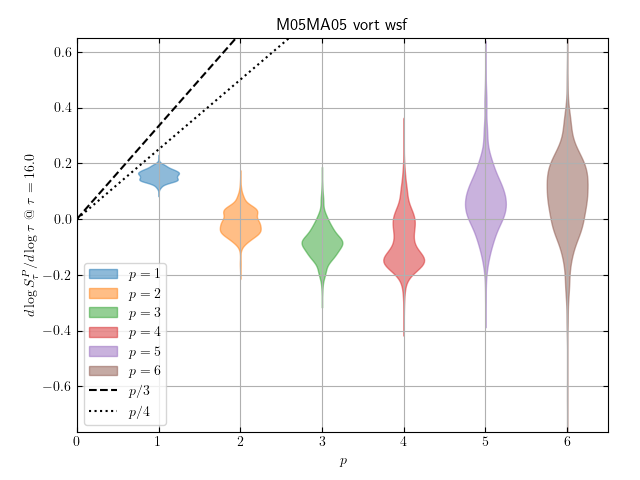 M05MA05 vort wsf
d log S_τ^P / d log τ @ τ = 16.0
0.6
0.4
0.2
0.0
−0.2
−0.4
−0.6
p = 1
p = 2
p = 3
p = 4
p = 5
p = 6
p/3
p/4
0 1 2 3 4 5 6
p